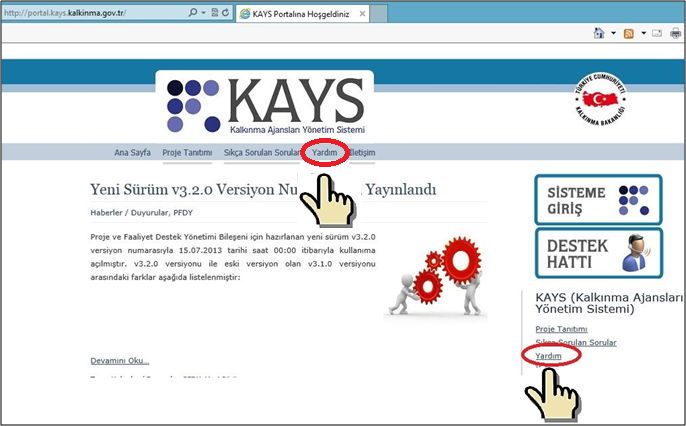 http://portal.kays.kalkinma.gov.tr/
KAYS Portalına Hoşgeldiniz
KAYS
Kalkınma Ajansları Yönetim Sistemi
TÜRKİYE CUMHURİYETİ
KALKINMA BAKANLIĞI
Ana Sayfa Proje Tanıtımı Sıkça Sorulan Sorular Yardım İletişim
Yeni Sürüm v3.2.0 Versiyon Yayınlandı
Haberler / Duyurular, PFDY
Proje ve Faaliyet Destek Yönetimi Bileşeni için hazırlanan yeni sürüm v3.2.0
versiyon numarasıyla 15.07.2013 tarihi saat 00:00 itibarıyla kullanıma
açılmıştır. v3.2.0 versiyonu ile eski versiyon olan v3.1.0 versiyonu
arasındaki farklar aşağıda listelenmiştir:
Devamını Oku...
SİSTEME
GİRİŞ
DESTEK
HATTI
KAYS (Kalkınma Ajansları
Yönetim Sistemi)
Proje Tanıtımı
Sıkça Sorulan Sorular
Yardım